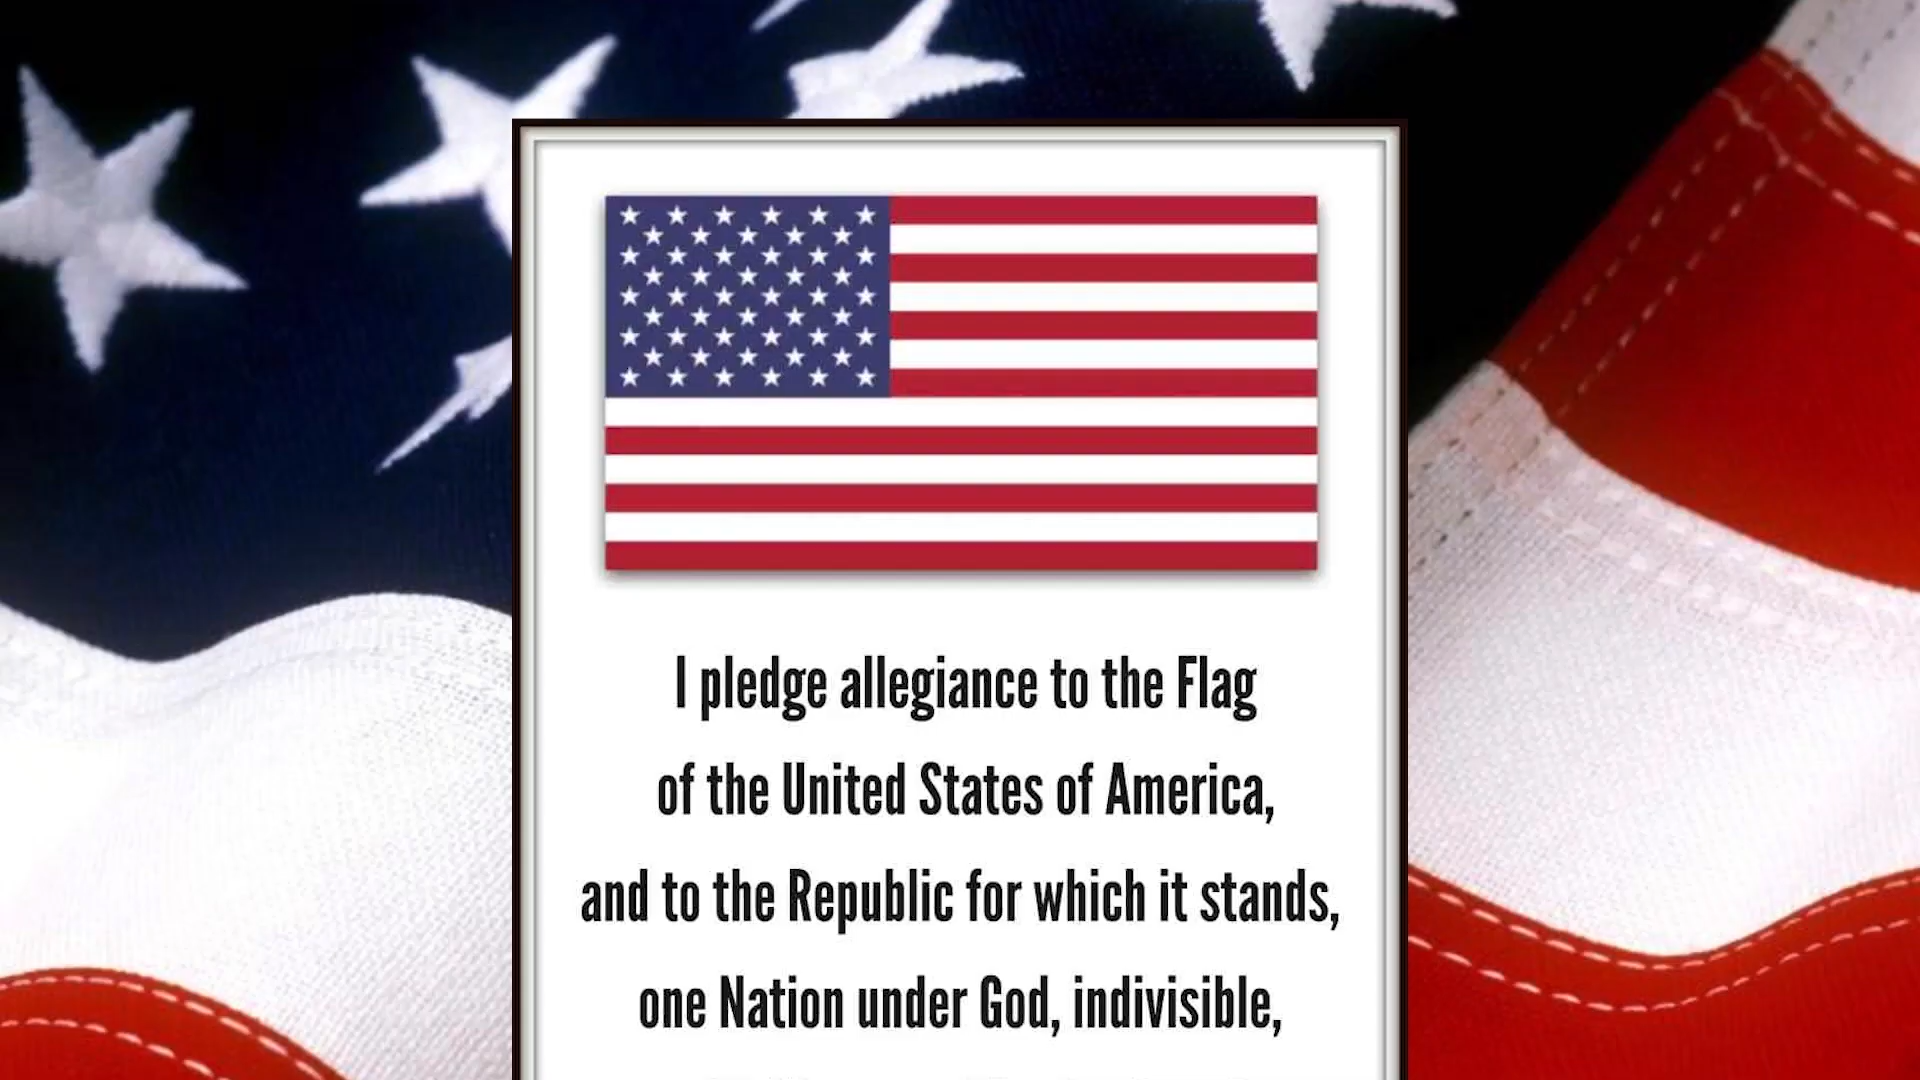 I pledge allegiance to the Flag
of the United States of America,
and to the Republic for which it stands,
one Nation under God, indivisible,